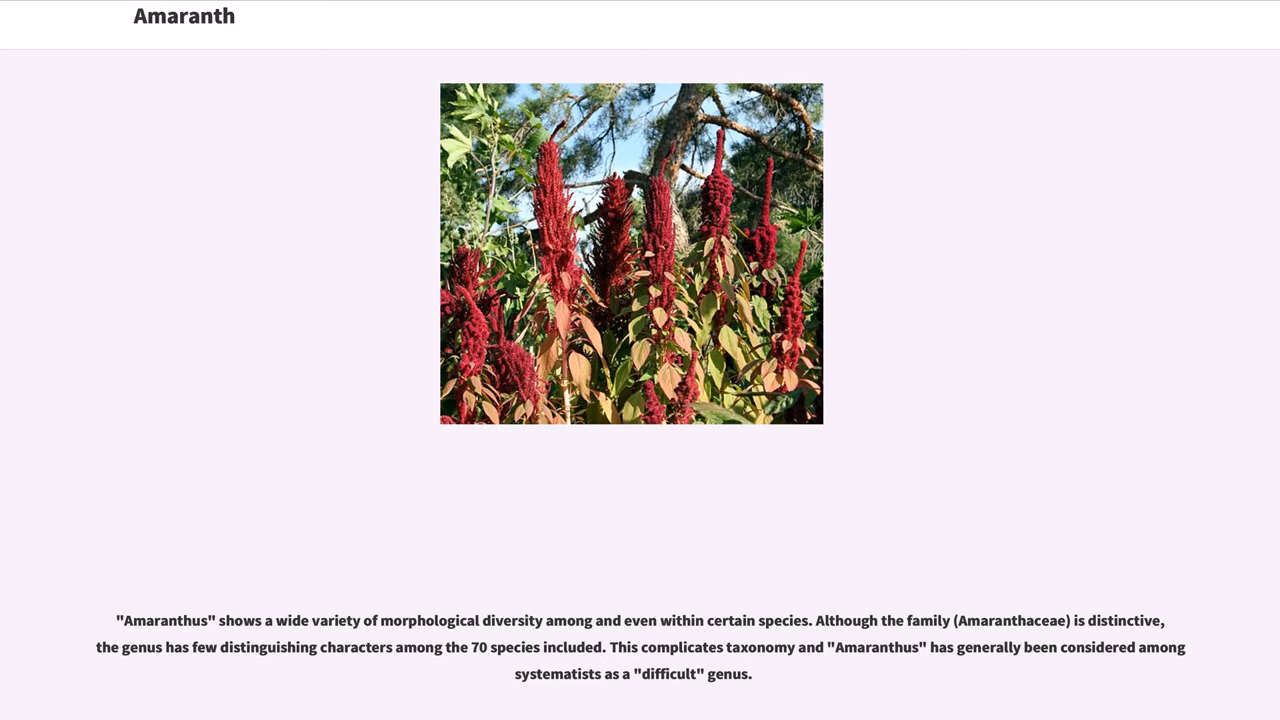 Amaranth
"Amaranthus" shows a wide variety of morphological diversity among and even within certain species. Although the family (Amaranthaceae) is distinctive,
the genus has few distinguishing characters among the 70 species included. This complicates taxonomy and "Amaranthus" has generally been considered among
systematists as a "difficult" genus.